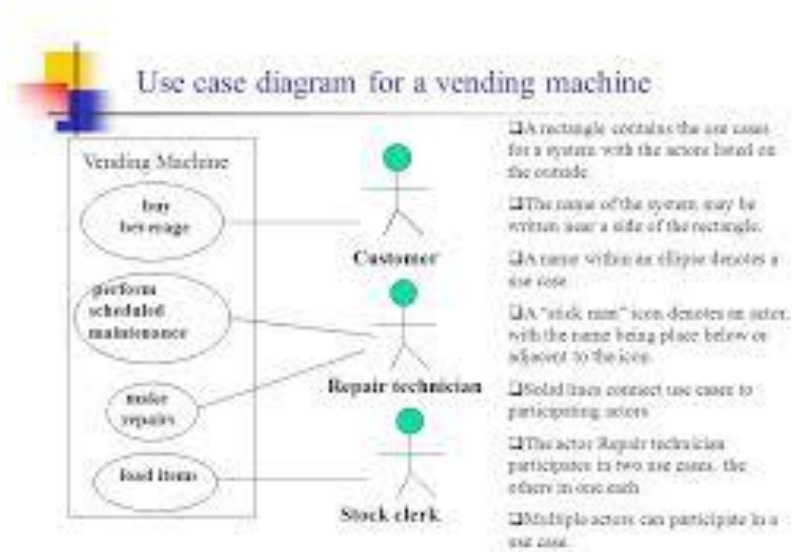 Use case diagram for a vending machine
Vending Machine
buy
beverage
perform
scheduled
maintenance
make
repairs
load items
Customer
Repair technician
Stock clerk
❑A rectangle contains the use cases
for a system with the actors listed on
the outside.
❑The name of the system may be
written near a side of the rectangle.
❑A name within an ellipse denotes a
use case
❑A "stick man" icon denotes an actor,
with the name being place below or
adjacent to the icon.
❑Solid lines connect use cases to
participating actors
❑The actor Repair technician
participates in two use cases, the
others in one each
❑Multiple actors can participate in a
use case.